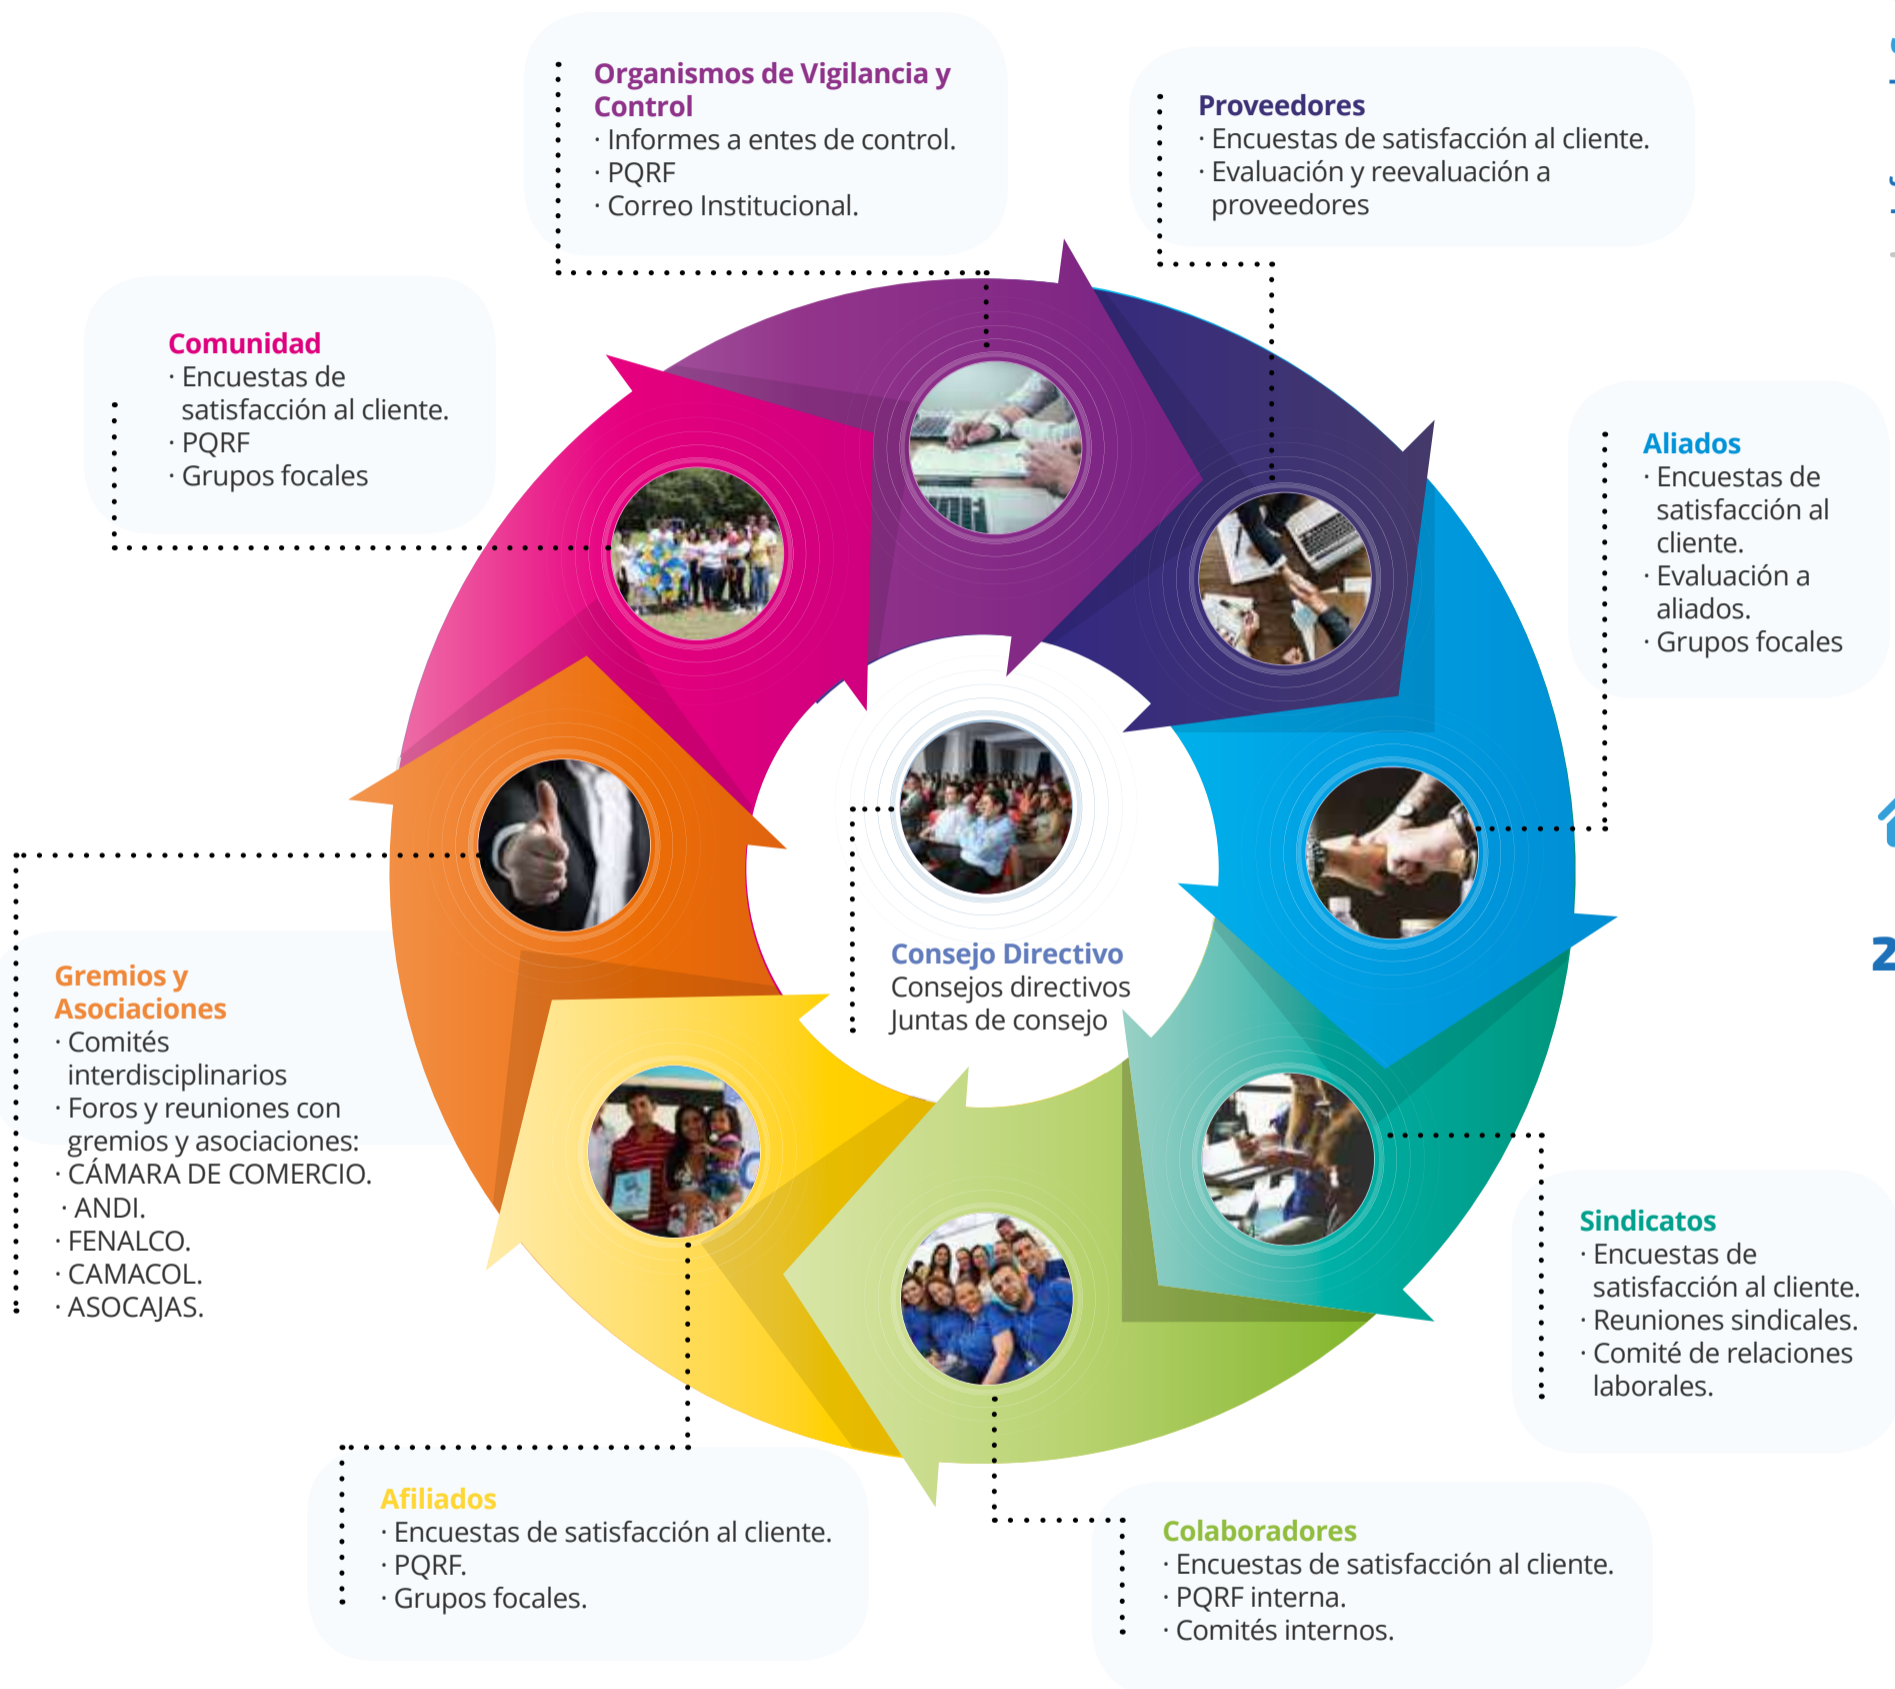 Organismos de Vigilancia y
Control
· Informes a entes de control.
· PQRF
· Correo Institucional.
Proveedores
· Encuestas de satisfacción al cliente.
· Evaluación y reevaluación a
proveedores
Comunidad
· Encuestas de
satisfacción al cliente.
· PQRF
· Grupos focales
Aliados
· Encuestas de
satisfacción al
cliente.
· Evaluación a
aliados.
· Grupos focales
Consejo Directivo
Consejos directivos
Juntas de consejo
Gremios y
Asociaciones
· Comités
interdisciplinarios
· Foros y reuniones con
gremios y asociaciones:
· CÁMARA DE COMERCIO.
· ANDI.
· FENALCO.
· CAMACOL.
· ASOCAJAS.
Sindicatos
· Encuestas de
satisfacción al cliente.
· Reuniones sindicales.
· Comité de relaciones
laborales.
Afiliados
· Encuestas de satisfacción al cliente.
· PQRF.
· Grupos focales.
Colaboradores
· Encuestas de satisfacción al cliente.
· PQRF interna.
· Comités internos.